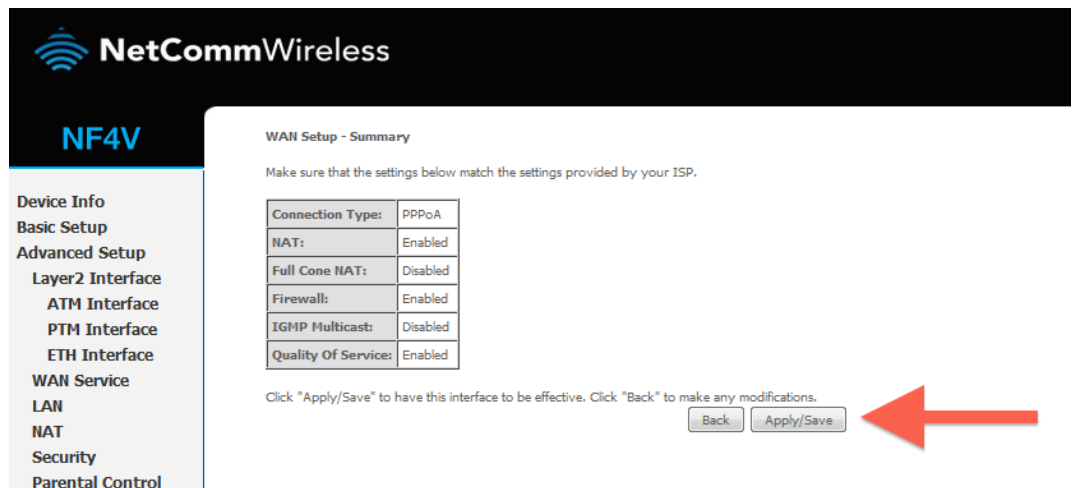 NetCommWireless
NF4V
Device Info
Basic Setup
Advanced Setup
Layer2 Interface
ATM Interface
PTM Interface
ETH Interface
WAN Service
LAN
NAT
Security
Parental Control
WAN Setup - Summary
Make sure that the settings below match the settings provided by your ISP.
Connection Type: PPPoA
NAT: Enabled
Full Cone NAT: Disabled
Firewall: Enabled
IGMP Multicast: Disabled
Quality Of Service: Enabled
Click "Apply/Save" to have this interface to be effective. Click "Back" to make any modifications.
Back Apply/Save